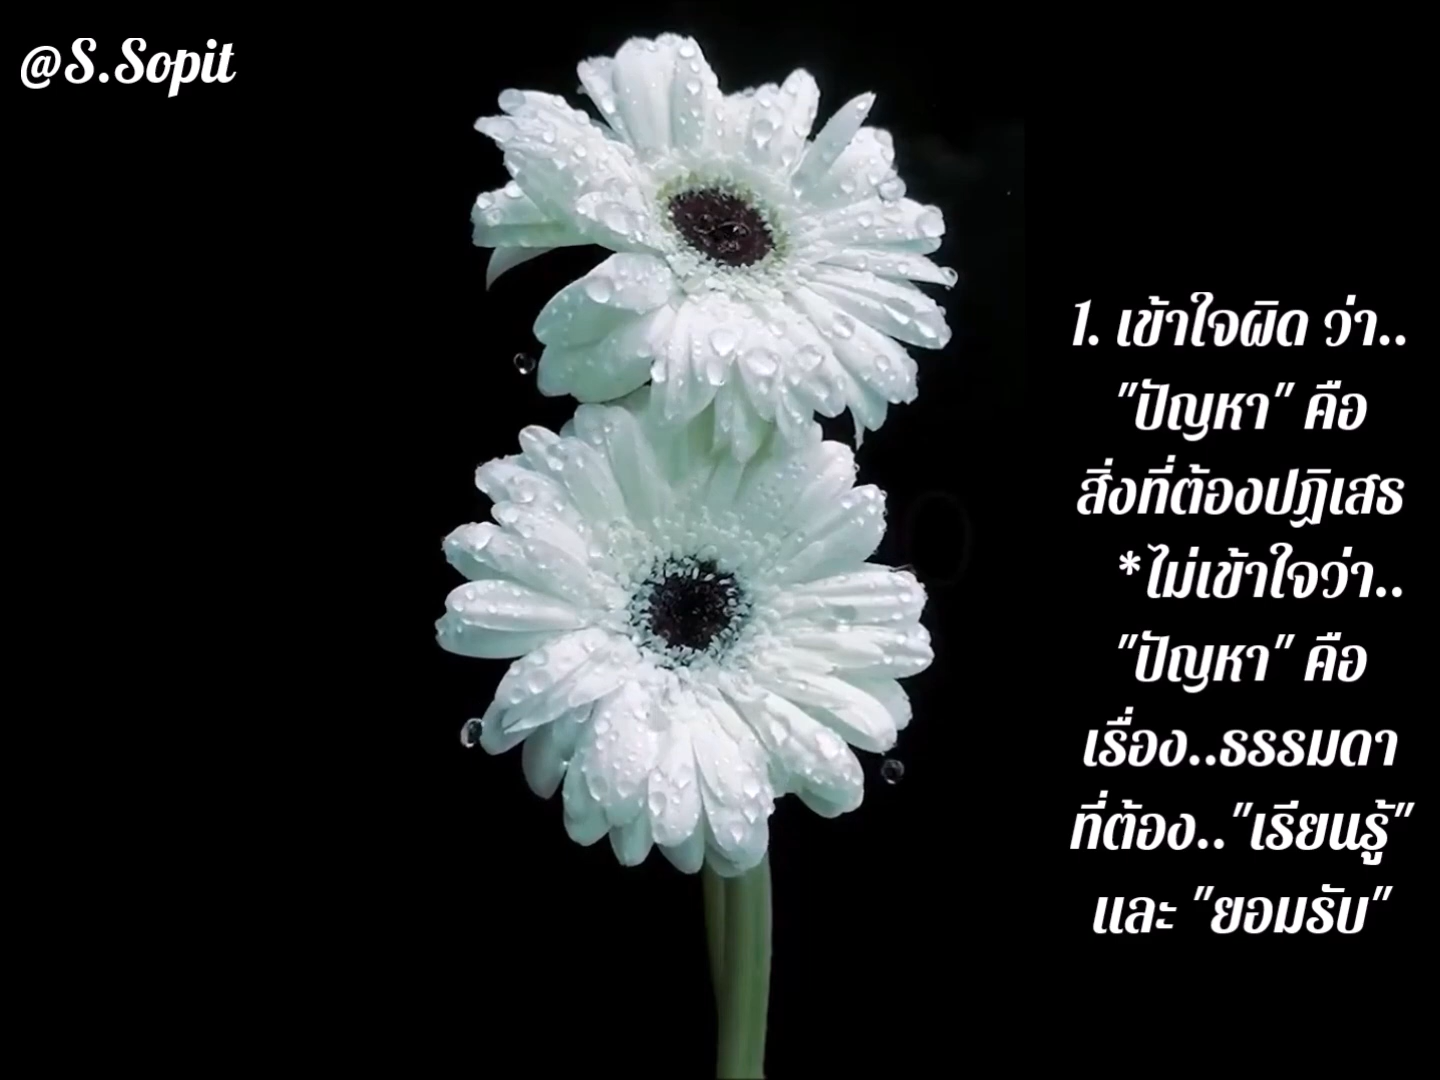 @S.Sopit
1. เข้าใจผิด ว่า..
"ปัญหา" คือ
สิ่งที่ต้องปฏิเสธ
*ไม่เข้าใจว่า..
"ปัญหา" คือ
เรื่อง..ธรรมดา
ที่ต้อง.."เรียนรู้"
และ "ยอมรับ"